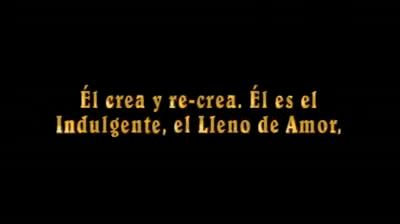 Él crea y re-crea. Él es el
Indulgente, el Lleno de Amor,